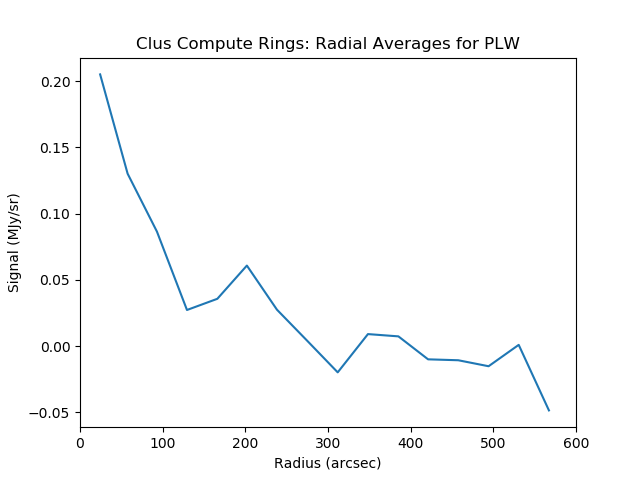 Clus Compute Rings: Radial Averages for PLW
Signal (MJy/sr)
0.20
0.15
0.10
0.05
0.00
−0.05
0 100 200 300 400 500 600
Radius (arcsec)